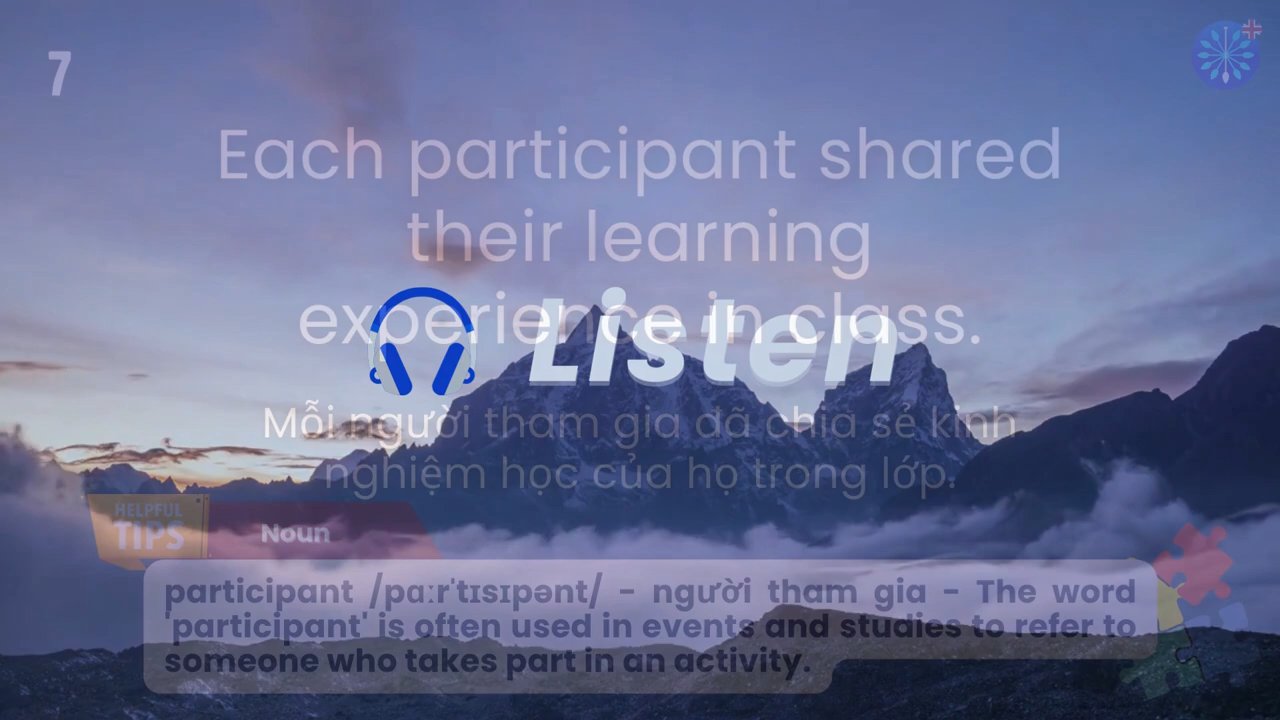 7
Each participant shared
their learning
experience in class.
Listen
Mỗi người tham gia đã chia sẻ kinh
nghiệm học của họ trong lớp.
HELPFUL
TIPS
Noun
participant /pɑːrˈtɪsɪpənt/ - người tham gia - The word
'participant' is often used in events and studies to refer to
someone who takes part in an activity.